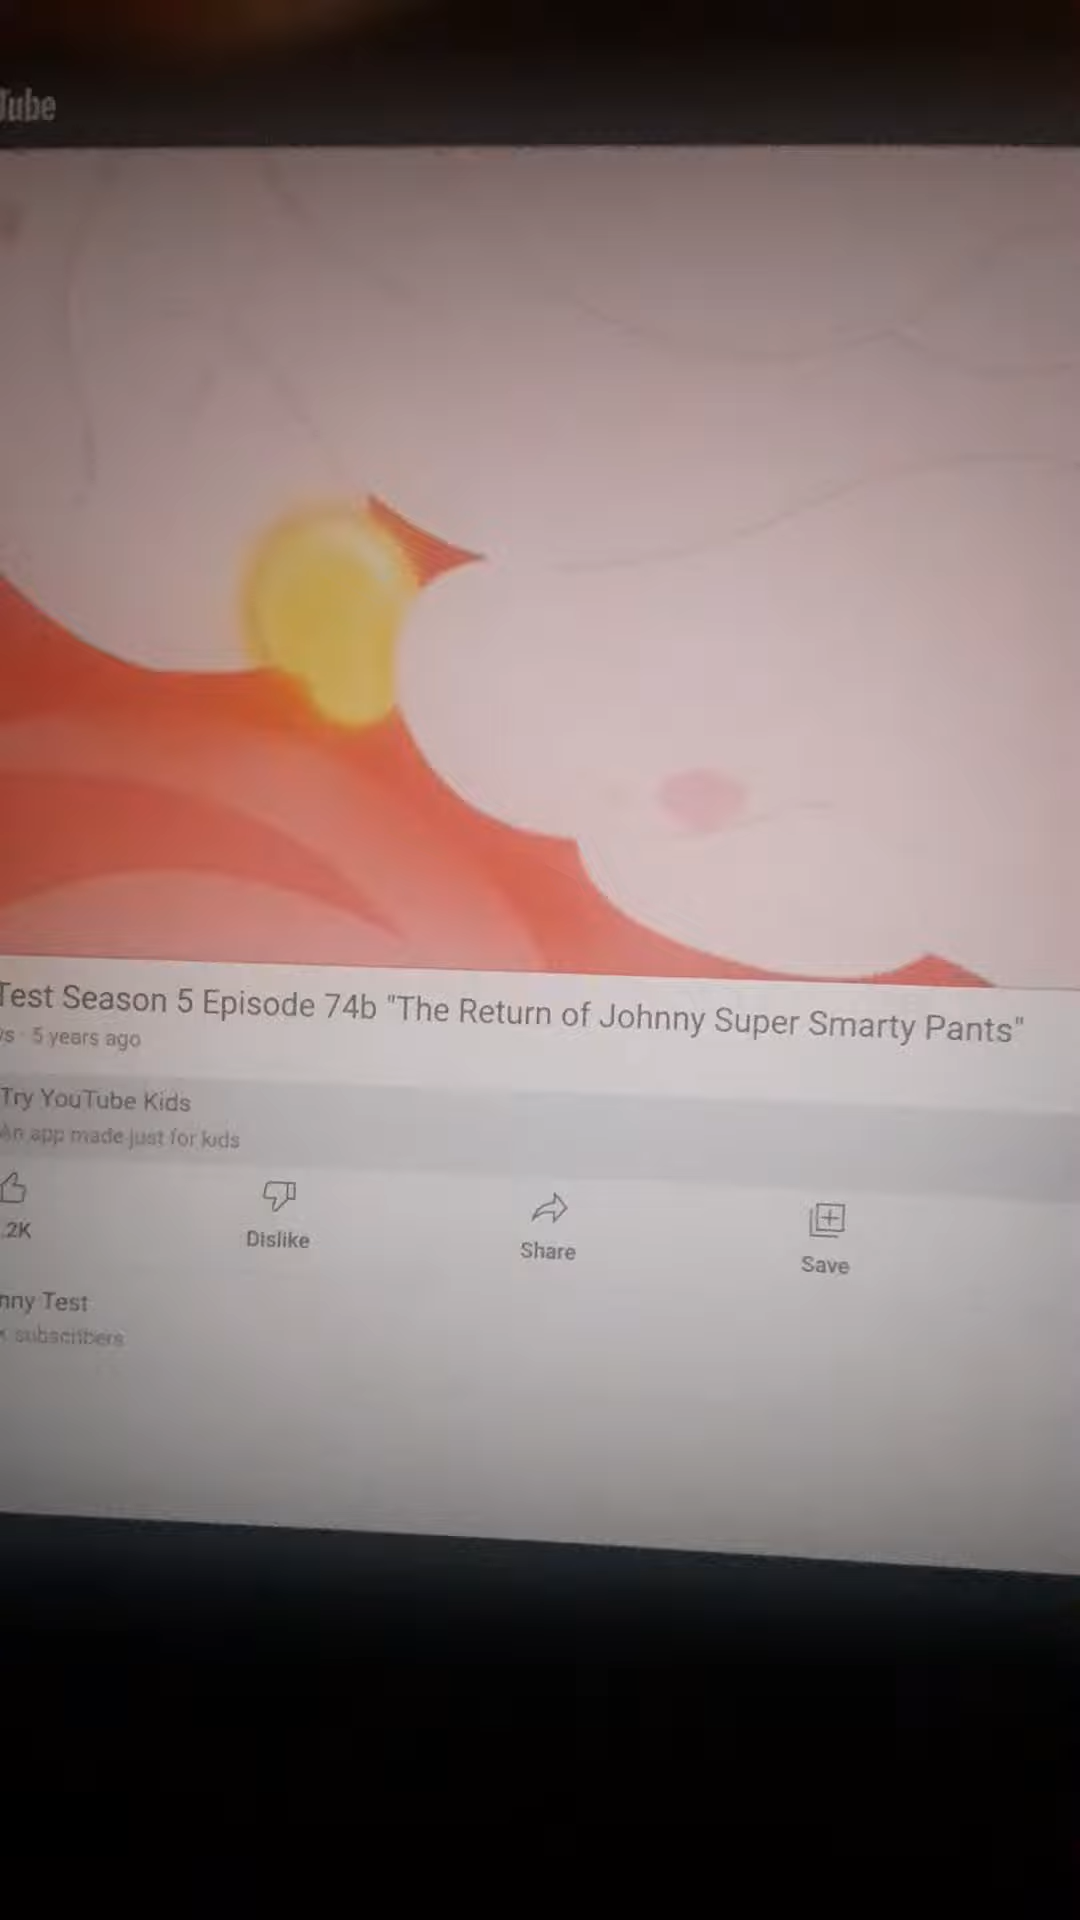 Tube
Test Season 5 Episode 74b "The Return of Johnny Super Smarty Pants"
5 years ago
Try YouTube Kids
An app made just for kids
.2K
Dislike
Share
Save
nny Test
subscribers